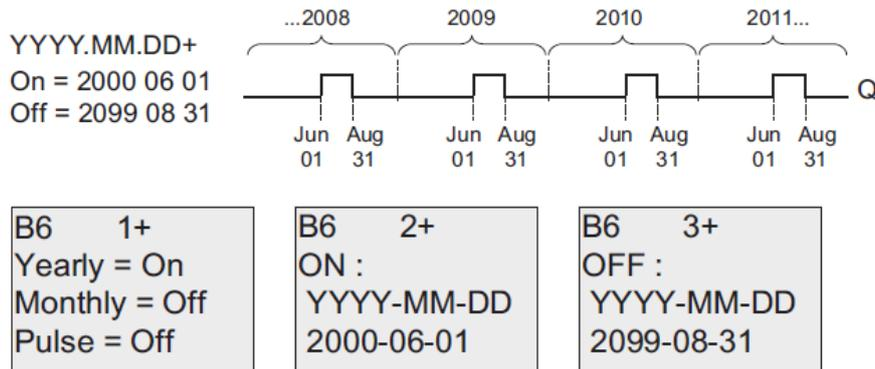 ...2008 2009 2010 2011...
YYYY.MM.DD+
On = 2000 06 01
Off = 2099 08 31
Q
Jun Aug Jun Aug Jun Aug Jun Aug
01 31 01 31 01 31 01 31
B6 1+
Yearly = On
Monthly = Off
Pulse = Off
B6 2+
ON :
YYYY-MM-DD
2000-06-01
B6 3+
OFF :
YYYY-MM-DD
2099-08-31